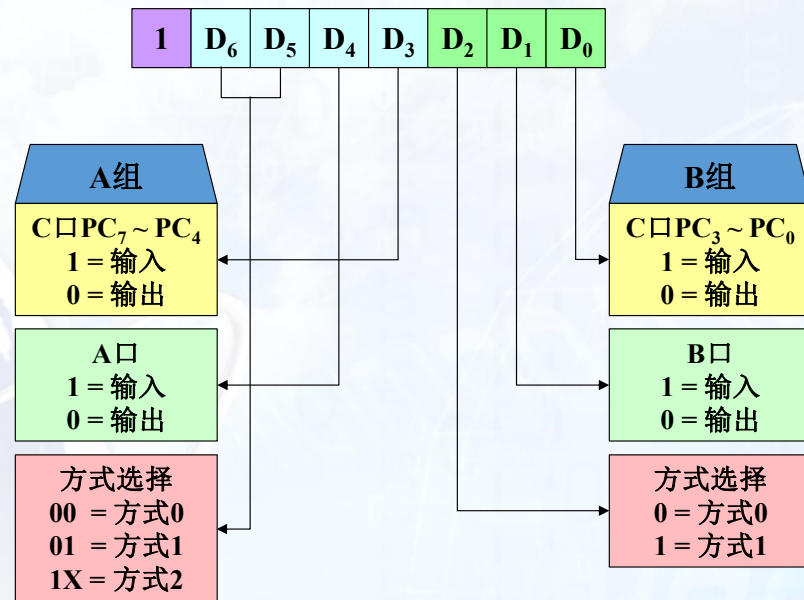 1 D₆ D₅ D₄ D₃ D₂ D₁ D₀
A组
C口PC₇ ~ PC₄
1 = 输入
0 = 输出
A口
1 = 输入
0 = 输出
方式选择
00 = 方式0
01 = 方式1
1X = 方式2
B组
C口PC₃ ~ PC₀
1 = 输入
0 = 输出
B口
1 = 输入
0 = 输出
方式选择
0 = 方式0
1 = 方式1